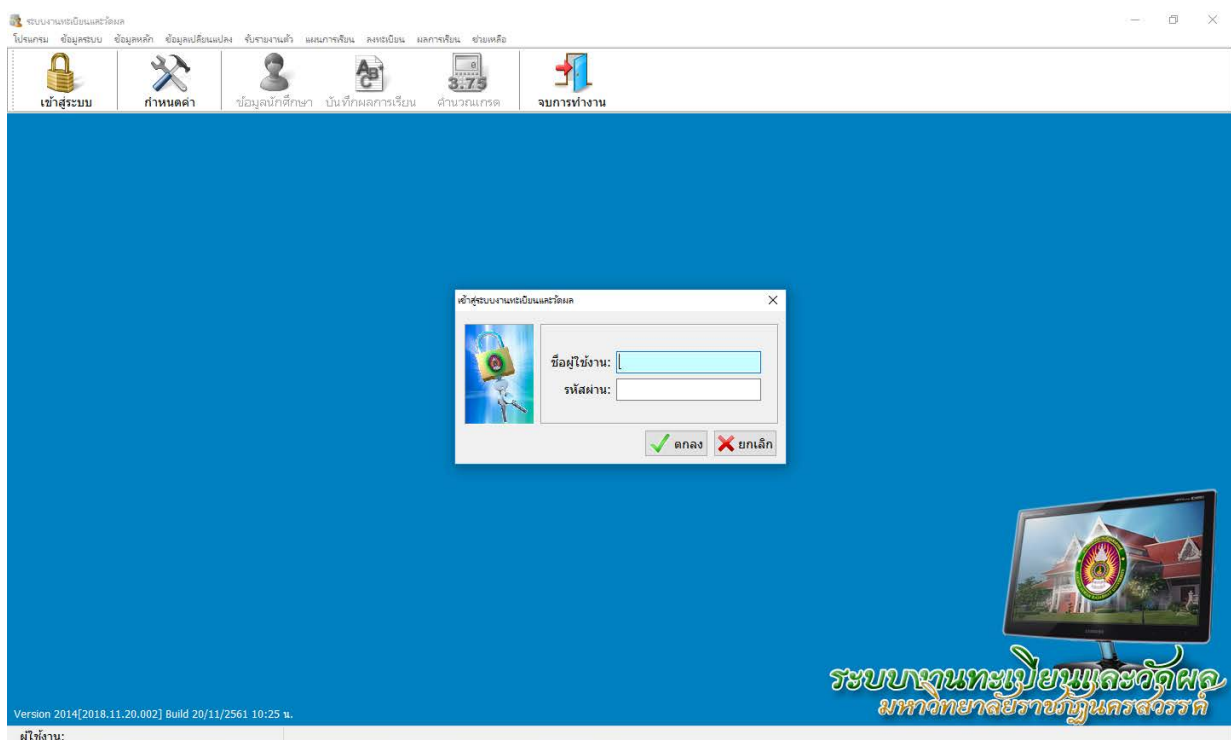 ระบบงานทะเบียนและวัดผล
โปรแกรม ข้อมูลระบบ ข้อมูลหลัก ข้อมูลเปลี่ยนแปลง รับรายงานตัว แผนการเรียน ลงทะเบียน ผลการเรียน ช่วยเหลือ
เข้าสู่ระบบ กำหนดค่า ข้อมูลนักศึกษา บันทึกผลการเรียน คำนวณเกรด จบการทำงาน
เข้าสู่ระบบงานทะเบียนและวัดผล
ชื่อผู้ใช้งาน:
รหัสผ่าน:
ตกลง ยกเลิก
ระบบงานทะเบียนและวัดผล
มหาวิทยาลัยราชภัฏนครสวรรค์
Version 2014[2018.11.20.002] Build 20/11/2561 10:25 น.
ผู้ใช้งาน: